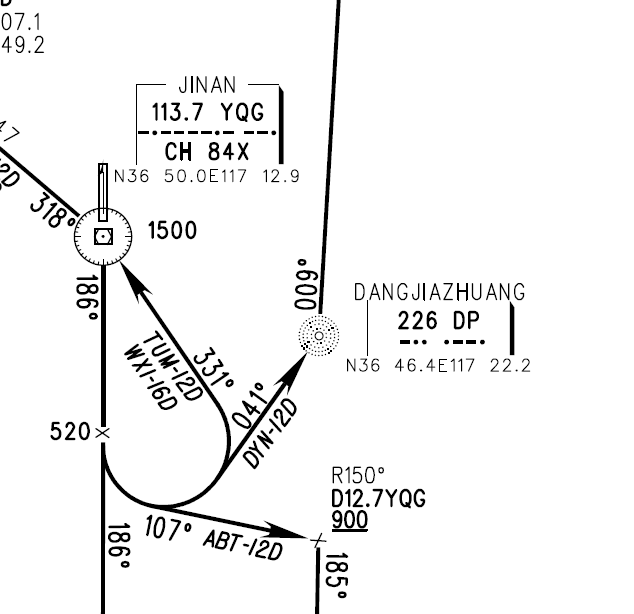 07.1
49.2
JINAN
113.7 YQG
CH 84X
N36 50.0E117 12.9
47
2D
318°
1500
186°
009°
DANGJIAZHUANG
226 DP
N36 46.4E117 22.2
331°
TUM-12D
WXI-16D
041°
DYN-12D
520
R150°
D12.7YQG
900
107° ABT-12D
186°
185°